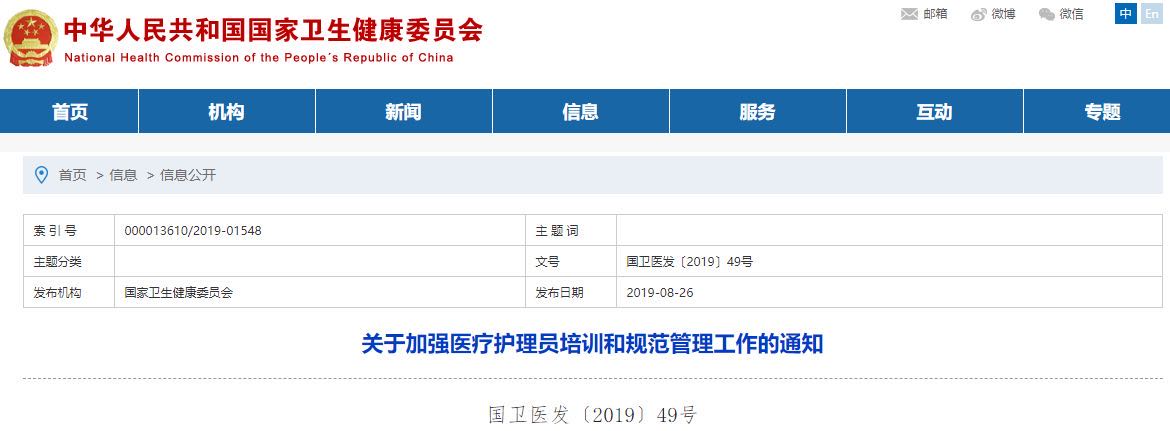 中华人民共和国国家卫生健康委员会
National Health Commission of the People´s Republic of China
邮箱 微博 微信 中 En
首页 机构 新闻 信息 服务 互动 专题
首页 > 信息 > 信息公开
索 引 号 000013610/2019-01548 主 题 词
主题分类 文号 国卫医发〔2019〕49号
发布机构 国家卫生健康委员会 发布日期 2019-08-26
关于加强医疗护理员培训和规范管理工作的通知
国卫医发〔2019〕49号